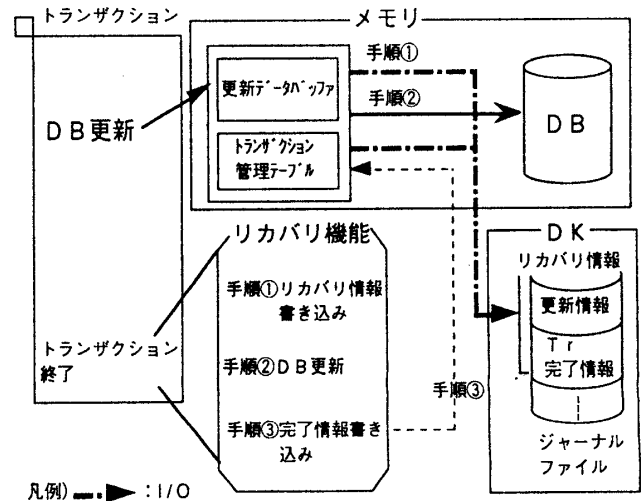 トランザクション
メモリ
手順①
更新データバッファ
手順②
DB更新
DB
トランザクション
管理テーブル
リカバリ機能
DK
リカバリ情報
手順①リカバリ情報
書き込み
更新情報
Tr
完了情報
トランザクション
終了
手順②DB更新
手順③
手順③完了情報書き
込み
ジャーナル
ファイル
凡例) :I/O